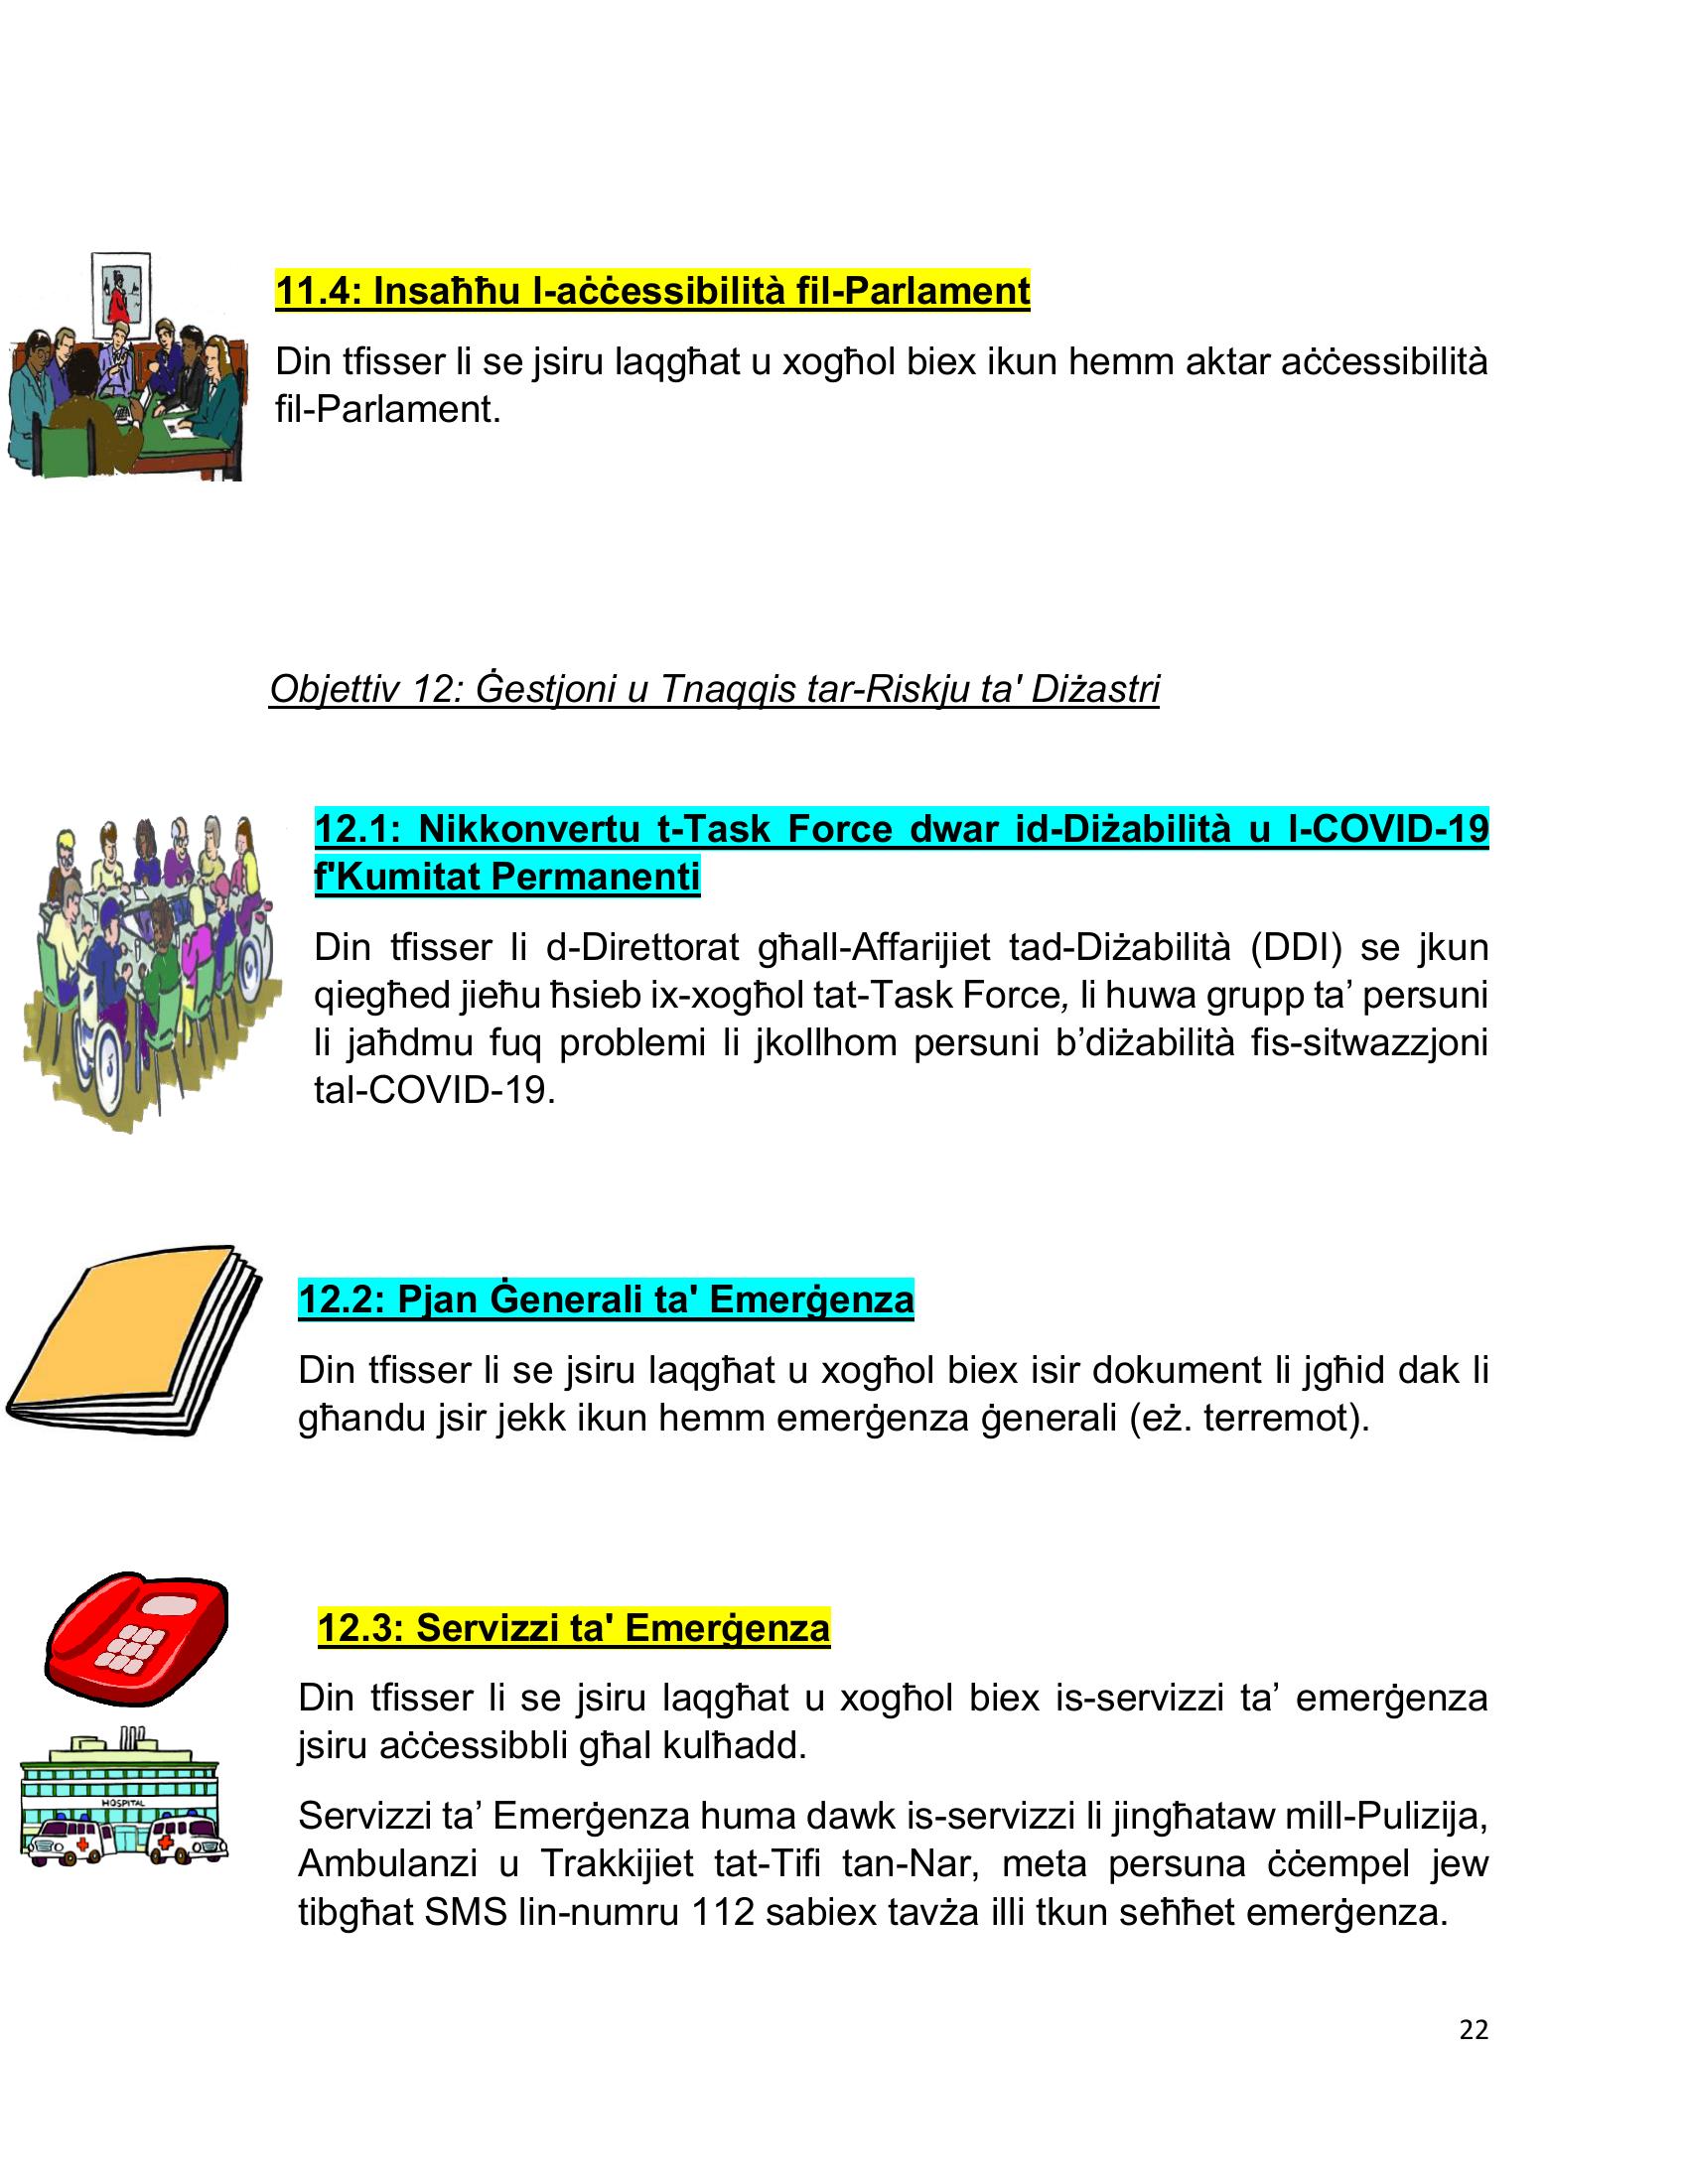 11.4: Insaħħu l-aċċessibilità fil-Parlament
Din tfisser li se jsiru laqgħat u xogħol biex ikun hemm aktar aċċessibilità
fil-Parlament.
Objettiv 12: Ġestjoni u Tnaqqis tar-Riskju ta' Diżastri
12.1: Nikkonvertu t-Task Force dwar id-Diżabilità u l-COVID-19
f'Kumitat Permanenti
Din tfisser li d-Direttorat għall-Affarijiet tad-Diżabilità (DDI) se jkun
qiegħed jieħu ħsieb ix-xogħol tat-Task Force, li huwa grupp ta’ persuni
li jaħdmu fuq problemi li jkollhom persuni b’diżabilità fis-sitwazzjoni
tal-COVID-19.
12.2: Pjan Ġenerali ta' Emerġenza
Din tfisser li se jsiru laqgħat u xogħol biex isir dokument li jgħid dak li
għandu jsir jekk ikun hemm emerġenza ġenerali (eż. terremot).
12.3: Servizzi ta' Emerġenza
Din tfisser li se jsiru laqgħat u xogħol biex is-servizzi ta’ emerġenza
jsiru aċċessibbli għal kulħadd.
HOSPITAL
Servizzi ta’ Emerġenza huma dawk is-servizzi li jingħataw mill-Pulizija,
Ambulanzi u Trakkijiet tat-Tifi tan-Nar, meta persuna ċċempel jew
tibgħat SMS lin-numru 112 sabiex tavża illi tkun seħħet emerġenza.
22